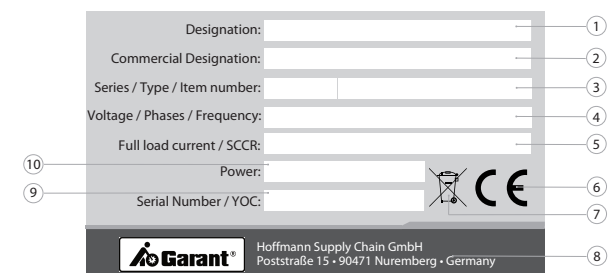 Designation: 1
Commercial Designation: 2
Series / Type / Item number: 3
Voltage / Phases / Frequency: 4
Full load current / SCCR: 5
10 Power:
CE 6
9 Serial Number / YOC:
7
Garant®
Hoffmann Supply Chain GmbH
Poststraße 15 • 90471 Nuremberg • Germany 8